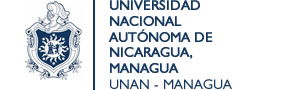 UNIVERSIDAD
NACIONAL
AUTÓNOMA DE
NICARAGUA,
MANAGUA
UNAN - MANAGUA